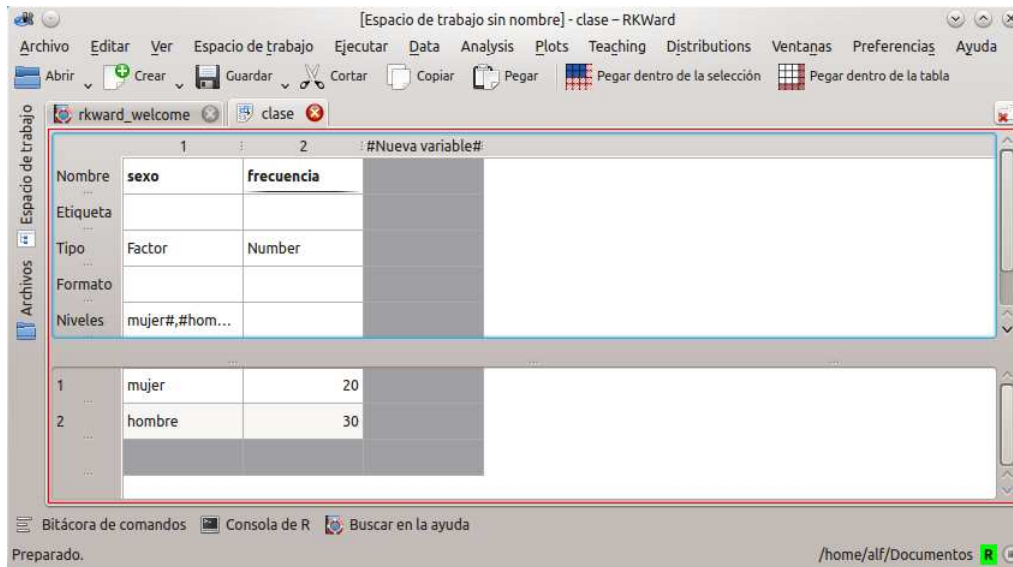 [Espacio de trabajo sin nombre] - clase – RKWard
Archivo Editar Ver Espacio de trabajo Ejecutar Data Analysis Plots Teaching Distributions Ventanas Preferencias Ayuda
Abrir Crear Guardar Cortar Copiar Pegar Pegar dentro de la selección Pegar dentro de la tabla
rkward_welcome clase
Espacio de trabajo
Archivos
1 2 #Nueva variable#
Nombre sexo frecuencia
Etiqueta
Tipo Factor Number
Formato
Niveles mujer#,#hom...
1 mujer 20
2 hombre 30
Bitácora de comandos Consola de R Buscar en la ayuda
Preparado. /home/alf/Documentos R